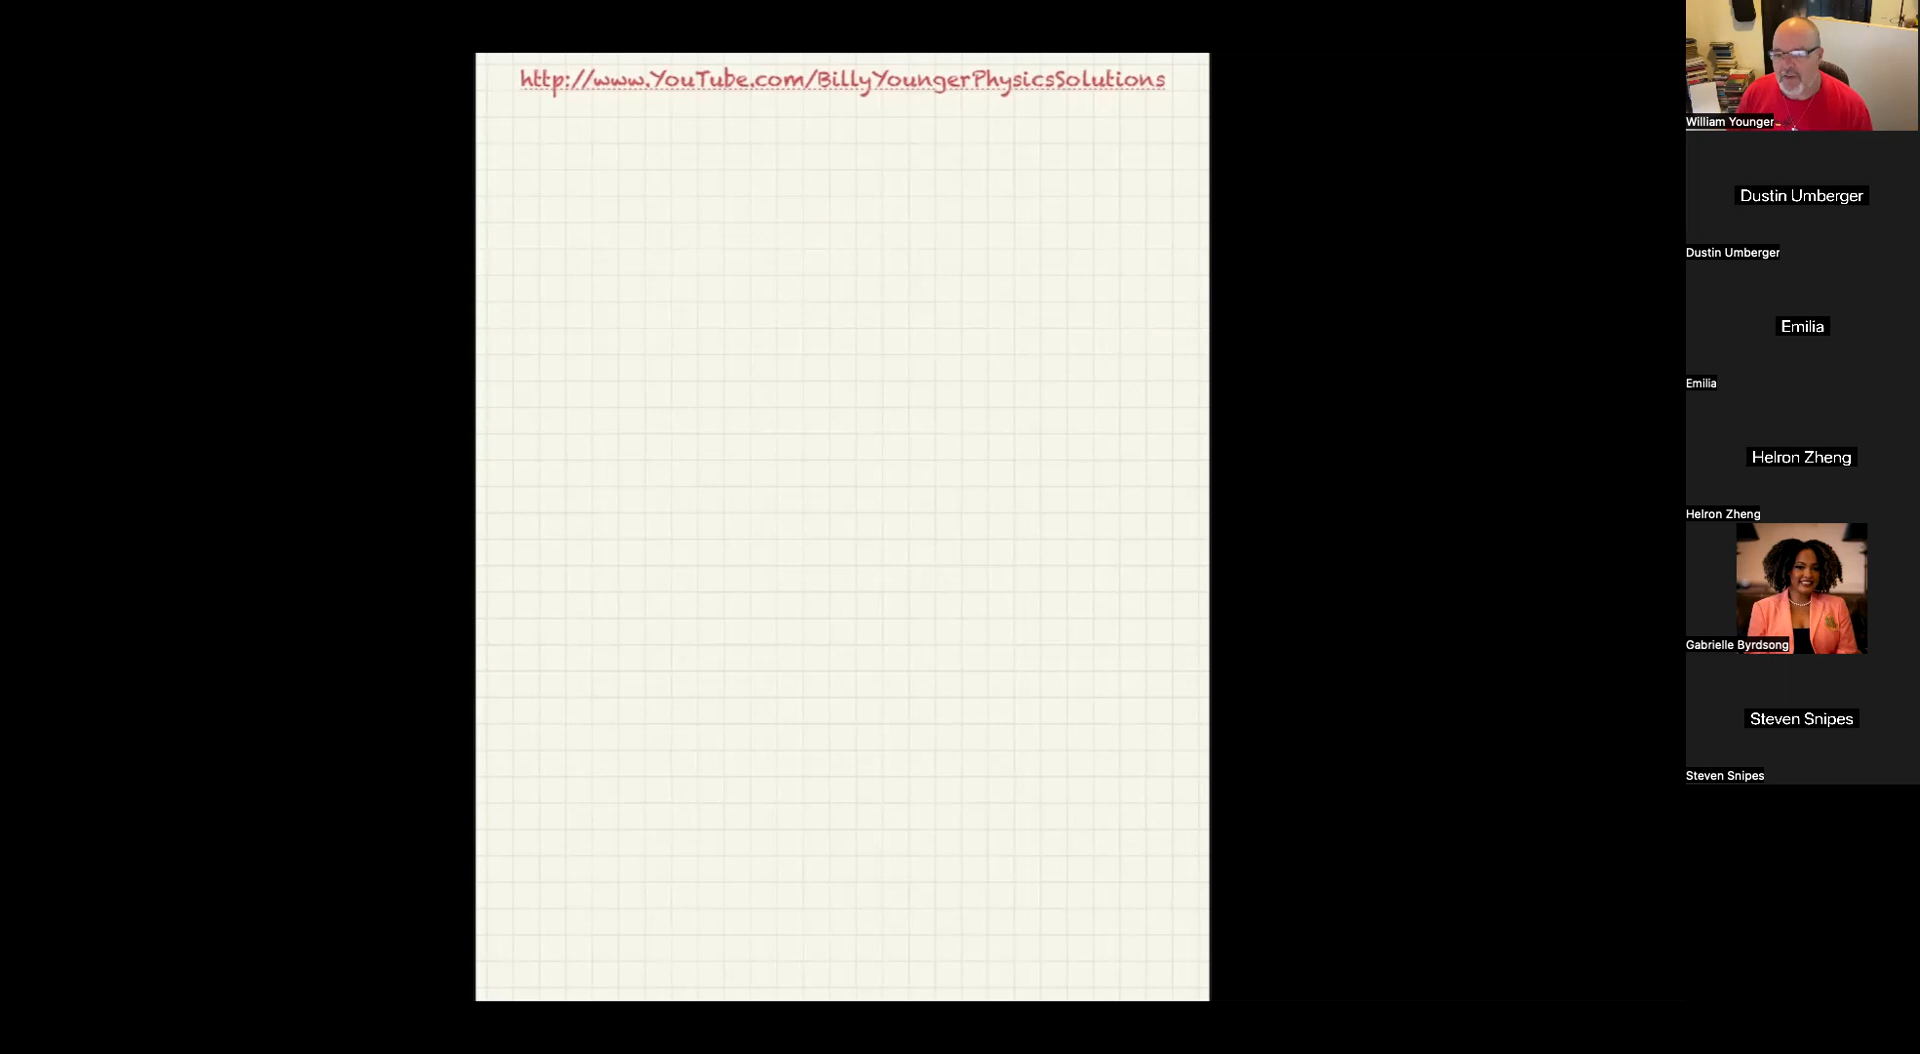 http://www.YouTube.com/BillyYoungerPhysicsSolutions
William Younger
Dustin Umberger
Dustin Umberger
Emilia
Emilia
Helron Zheng
Helron Zheng
Gabrielle Byrdsong
Steven Snipes
Steven Snipes